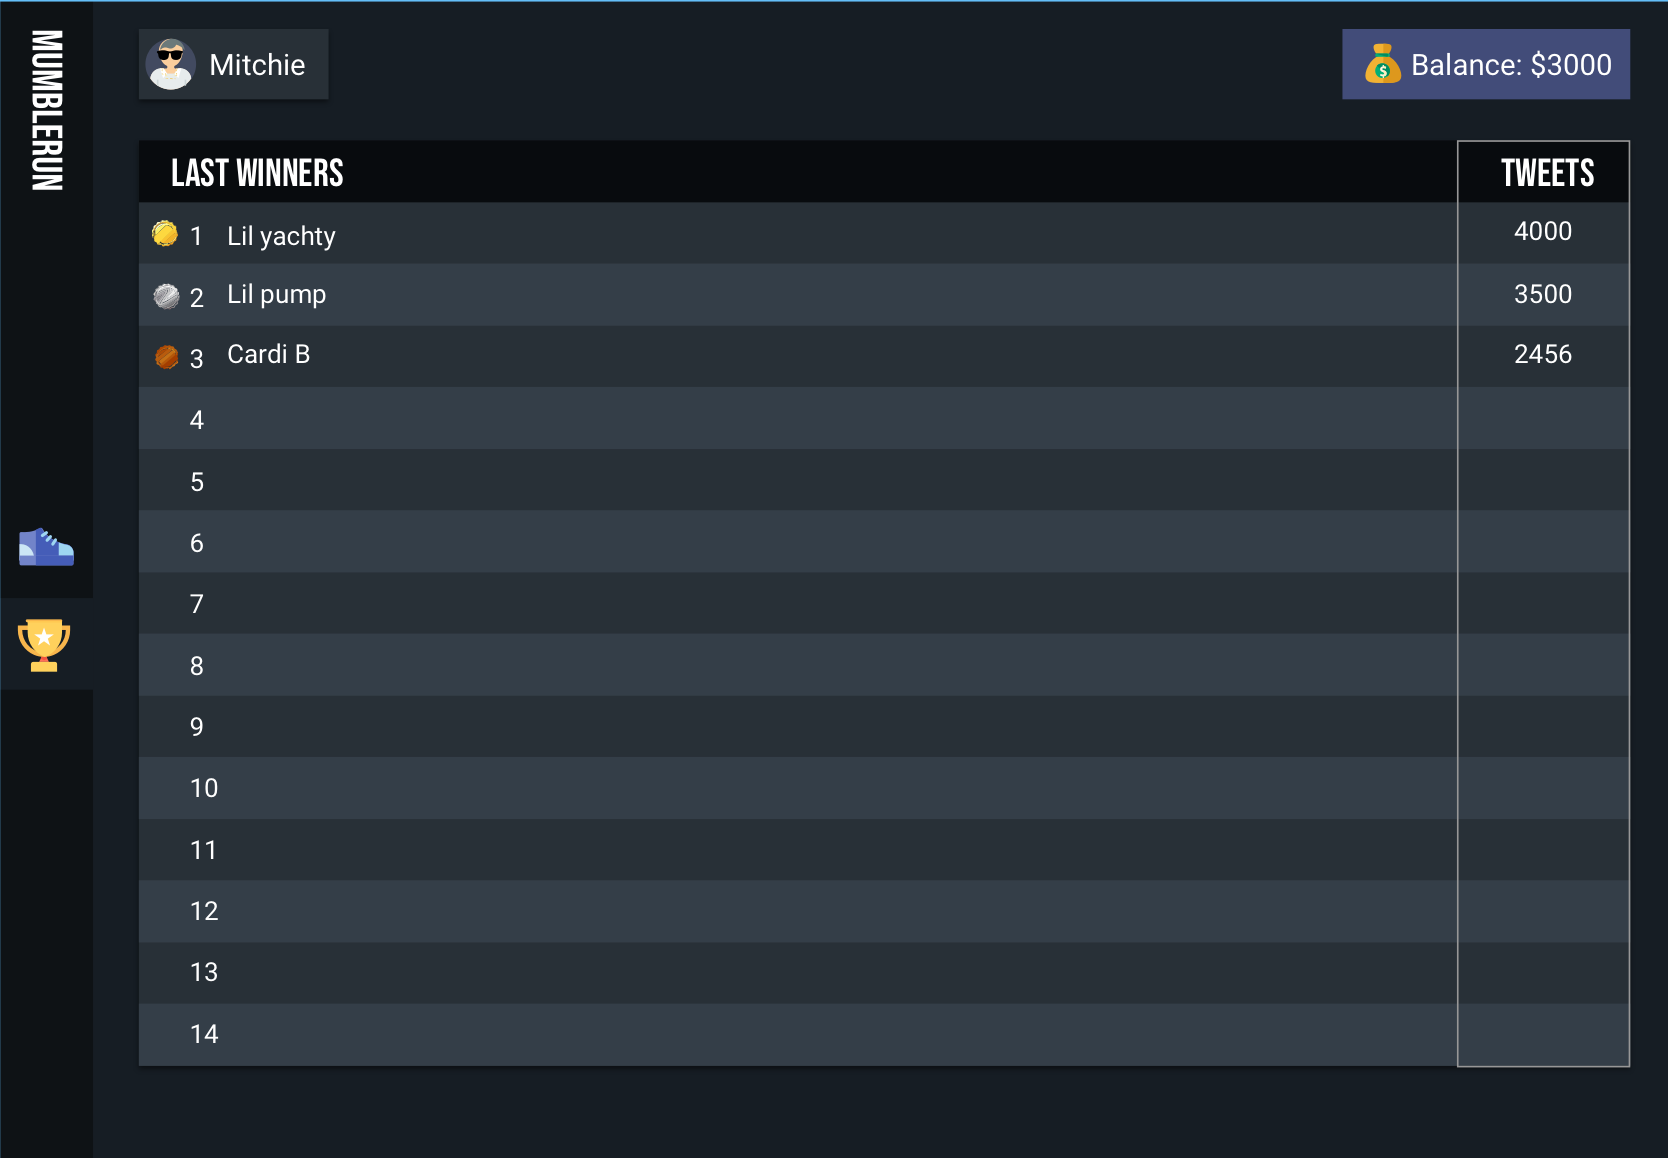 MUMBLERUN
Mitchie
Balance: $3000
LAST WINNERS TWEETS
1 Lil yachty 4000
2 Lil pump 3500
3 Cardi B 2456
4
5
6
7
8
9
10
11
12
13
14